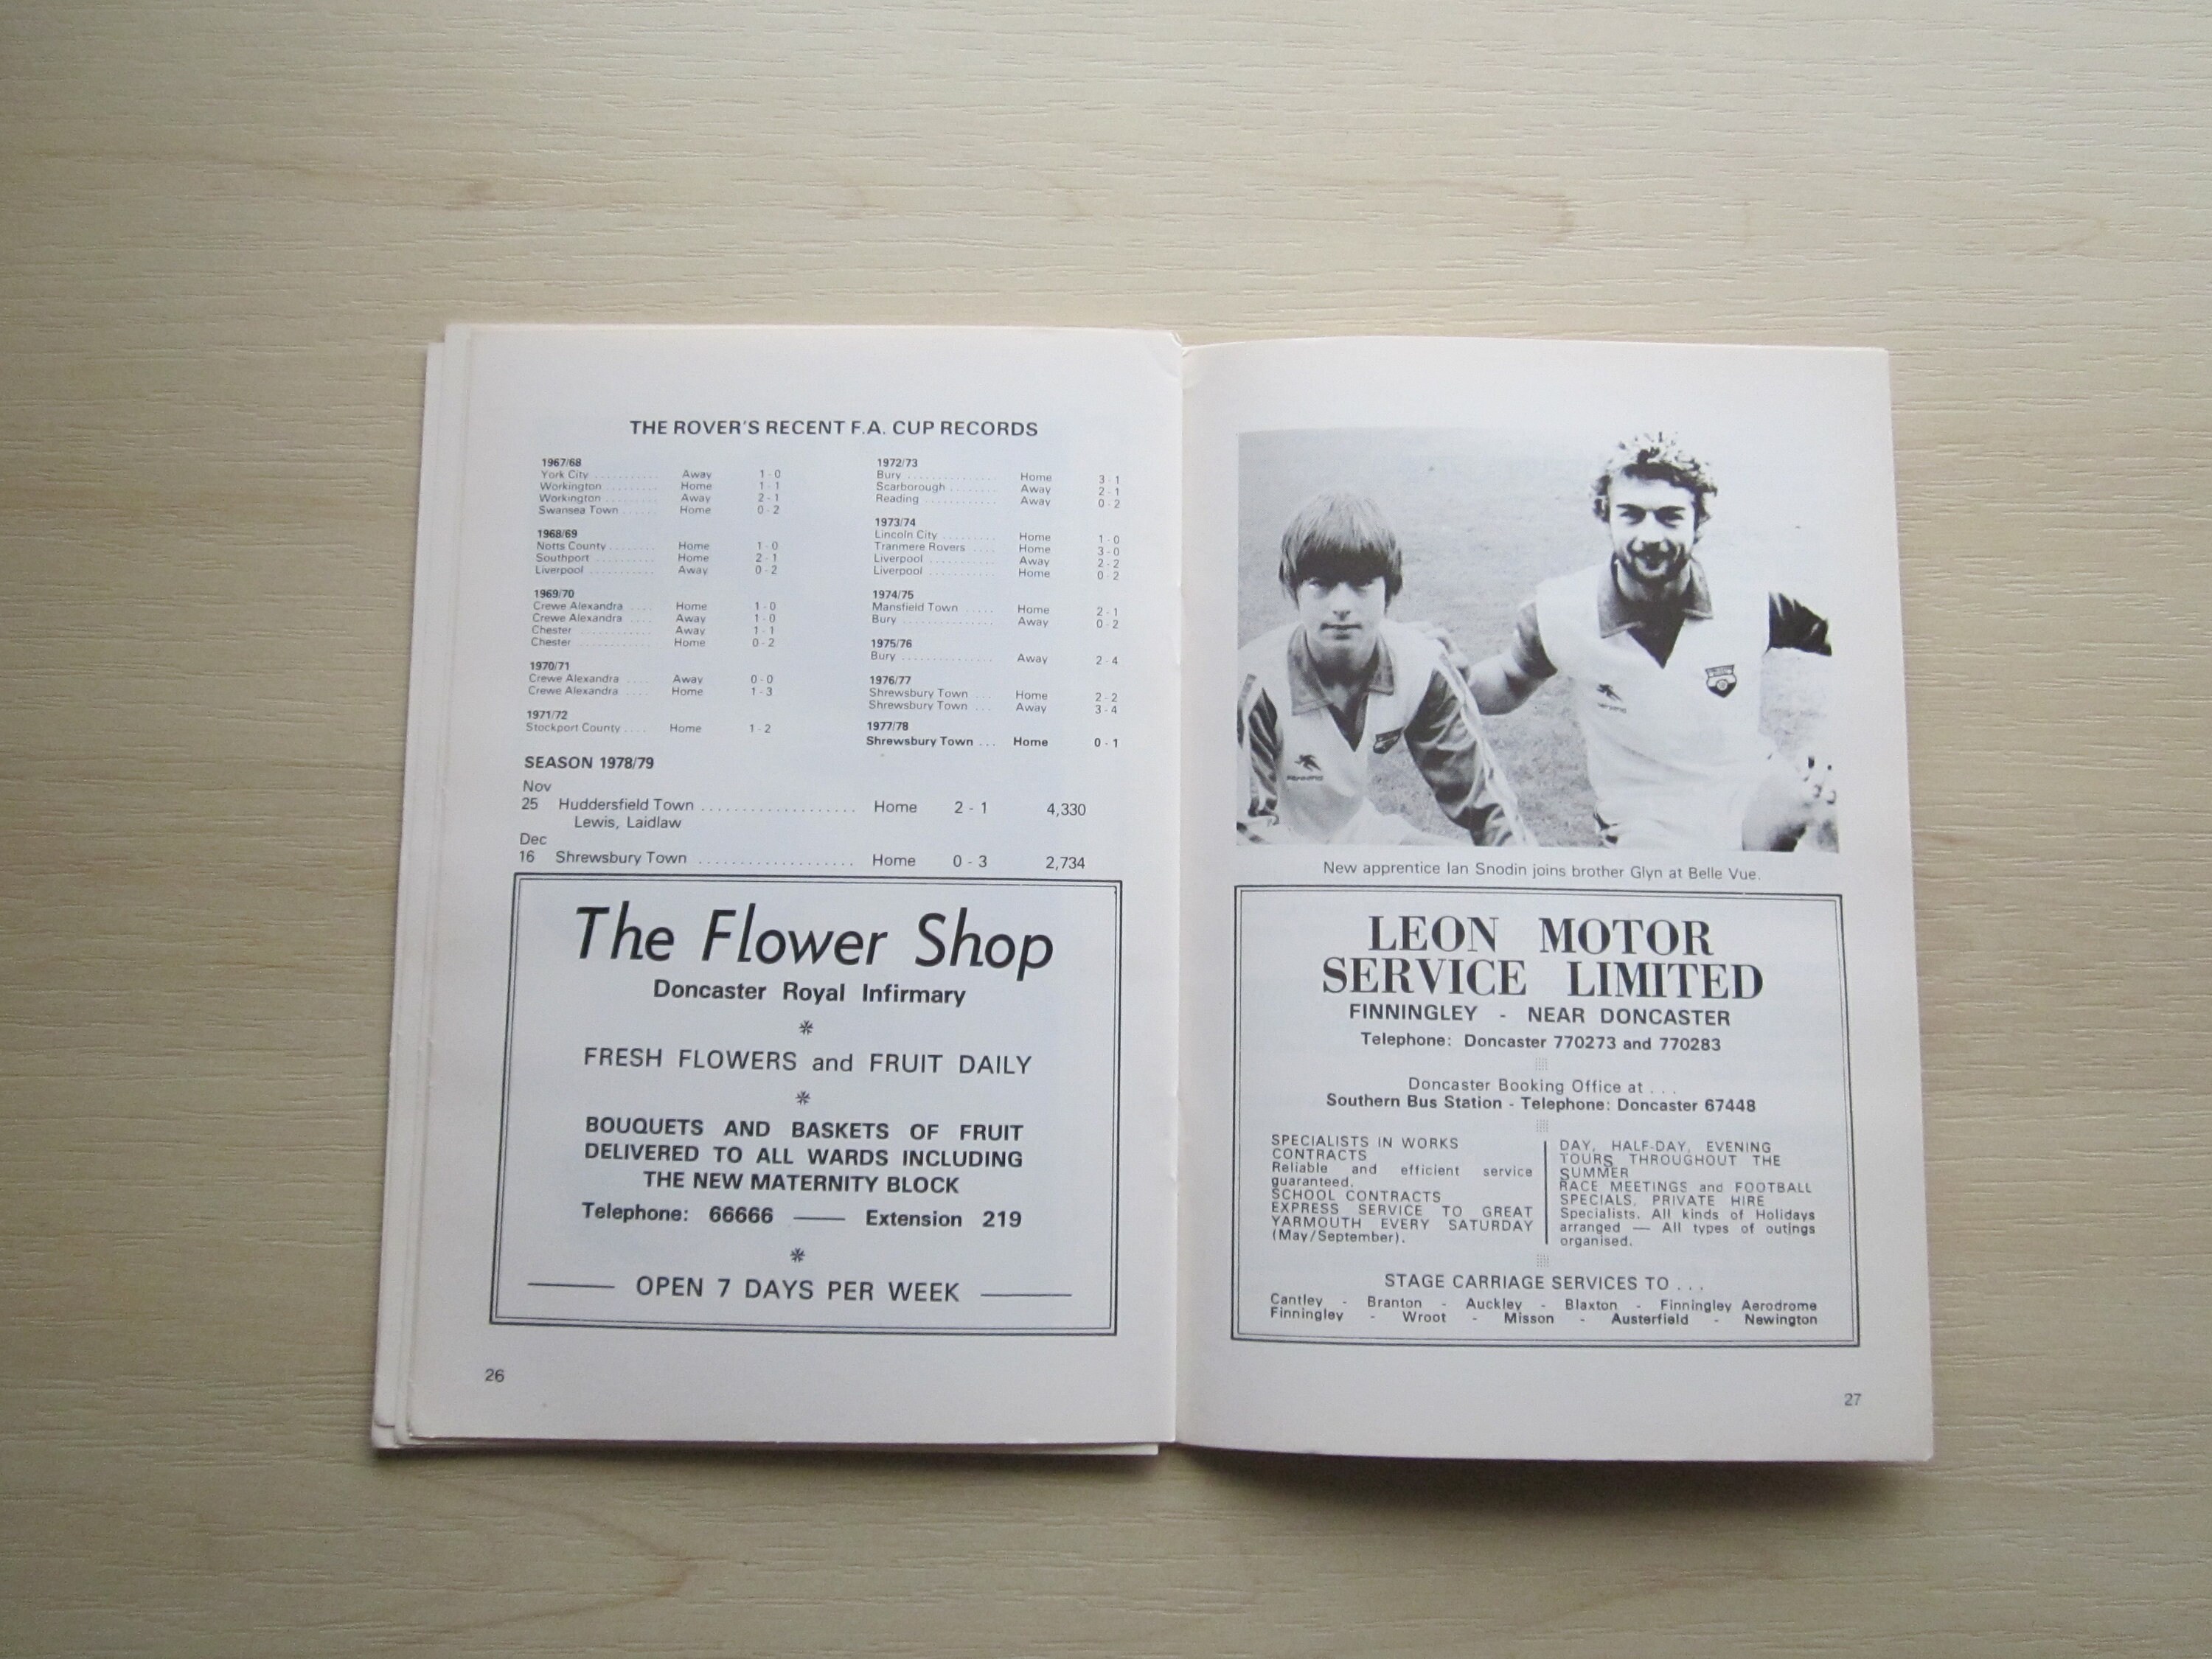 THE ROVER'S RECENT F.A. CUP RECORDS
1967/68
York City .......... Away 1 - 0
Workington .......... Home 1 - 1
Workington .......... Away 2 - 1
Swansea Town ...... Home 0 - 2
1968/69
Notts County ........ Home 1 - 0
Southport .......... Home 2 - 1
Liverpool ........... Away 0 - 2
1969/70
Crewe Alexandra .... Home 1 - 0
Crewe Alexandra .... Away 1 - 0
Chester ............ Away 1 - 1
Chester ............ Home 0 - 2
1970/71
Crewe Alexandra .... Away 0 - 0
Crewe Alexandra .... Home 1 - 3
1971/72
Stockport County .... Home 1 - 2
1972/73
Bury ............... Home 3 - 1
Scarborough ........ Away 2 - 1
Reading ............ Away 0 - 2
1973/74
Lincoln City ......... Home 1 - 0
Tranmere Rovers .... Home 3 - 0
Liverpool ........... Away 2 - 2
Liverpool ........... Home 0 - 2
1974/75
Mansfield Town ..... Home 2 - 1
Bury ............... Away 0 - 2
1975/76
Bury ............... Away 2 - 4
1976/77
Shrewsbury Town ... Home 2 - 2
Shrewsbury Town ... Away 3 - 4
1977/78
Shrewsbury Town ... Home 0 - 1
SEASON 1978/79
Nov
25 Huddersfield Town ................... Home 2 - 1 4,330
Lewis, Laidlaw
Dec
16 Shrewsbury Town ................... Home 0 - 3 2,734
The Flower Shop
Doncaster Royal Infirmary
FRESH FLOWERS and FRUIT DAILY
BOUQUETS AND BASKETS OF FRUIT
DELIVERED TO ALL WARDS INCLUDING
THE NEW MATERNITY BLOCK
Telephone: 66666 —— Extension 219
OPEN 7 DAYS PER WEEK
26
New apprentice Ian Snodin joins brother Glyn at Belle Vue.
LEON MOTOR
SERVICE LIMITED
FINNINGLEY - NEAR DONCASTER
Telephone: Doncaster 770273 and 770283
Doncaster Booking Office at . . .
Southern Bus Station - Telephone: Doncaster 67448
SPECIALISTS IN WORKS
CONTRACTS
Reliable and efficient service
guaranteed.
SCHOOL CONTRACTS
EXPRESS SERVICE TO GREAT
YARMOUTH EVERY SATURDAY
(May/September).
DAY, HALF-DAY, EVENING
TOURS THROUGHOUT THE
SUMMER
RACE MEETINGS and FOOTBALL
SPECIALS, PRIVATE HIRE
Specialists. All kinds of Holidays
arranged — All types of outings
organised.
STAGE CARRIAGE SERVICES TO . . .
Cantley - Branton - Auckley - Blaxton - Finningley Aerodrome
Finningley - Wroot - Misson - Austerfield - Newington
27